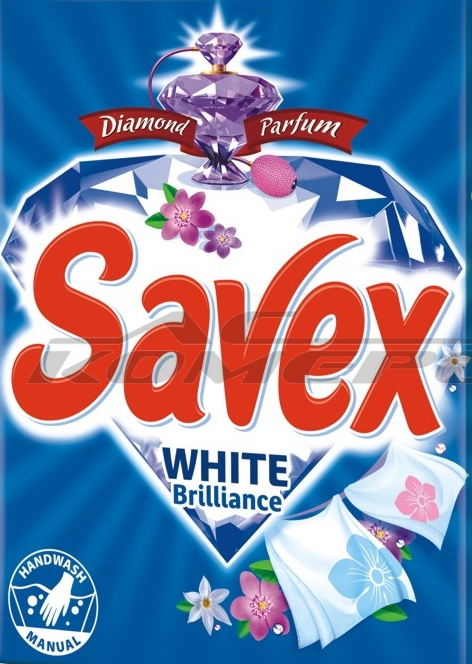 Diamond Parfum
Savex
WHITE
Brilliance
HANDWASH
MANUAL